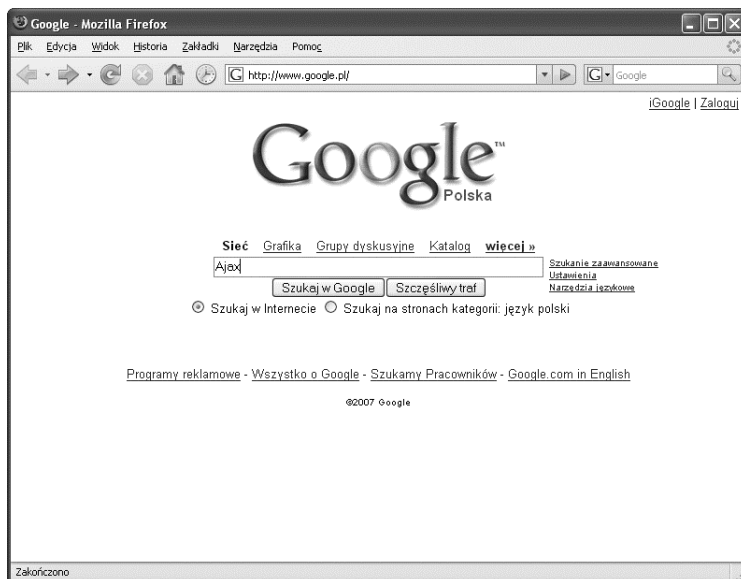 Google - Mozilla Firefox
Plik Edycja Widok Historia Zakładki Narzędzia Pomoc
G http://www.google.pl/ G Google
iGoogle | Zaloguj
Google™
Polska
Sieć Grafika Grupy dyskusyjne Katalog więcej »
Ajax Szukanie zaawansowane
Ustawienia
Szukaj w Google Szczęśliwy traf Narzędzia językowe
Szukaj w Internecie Szukaj na stronach kategorii: język polski
Programy reklamowe - Wszystko o Google - Szukamy Pracowników - Google.com in English
©2007 Google
Zakończono